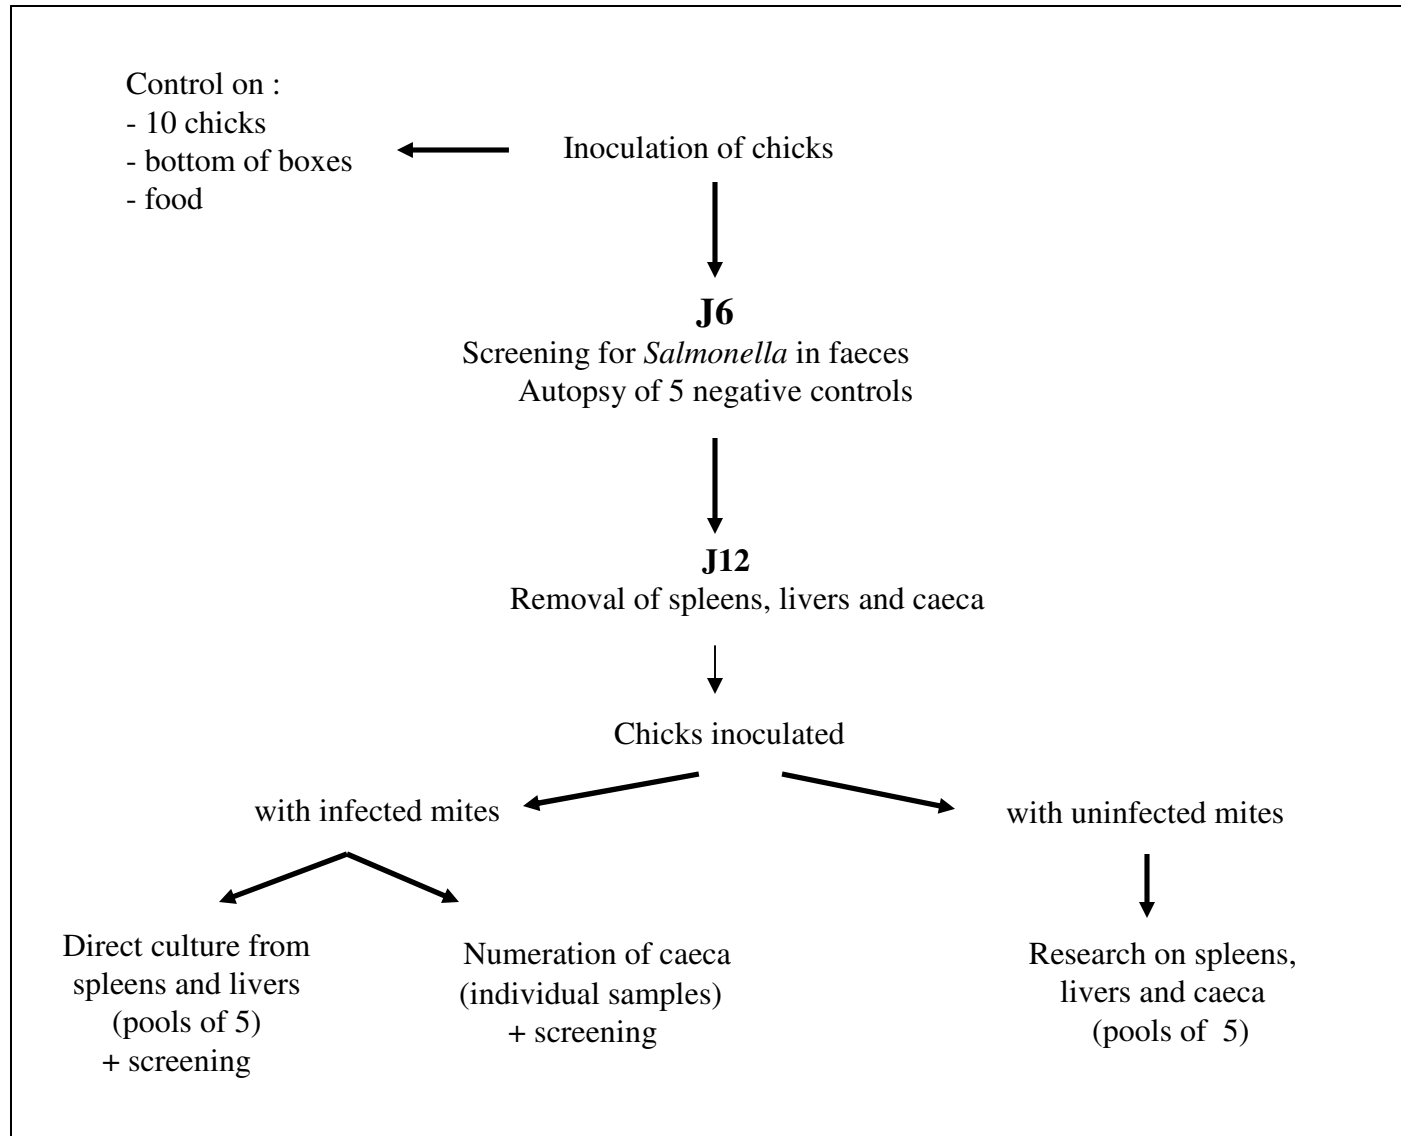 Control on :
- 10 chicks
- bottom of boxes
- food
Inoculation of chicks
J6
Screening for Salmonella in faeces
Autopsy of 5 negative controls
J12
Removal of spleens, livers and caeca
Chicks inoculated
with infected mites
with uninfected mites
Direct culture from
spleens and livers
(pools of 5)
+ screening
Numeration of caeca
(individual samples)
+ screening
Research on spleens,
livers and caeca
(pools of  5)